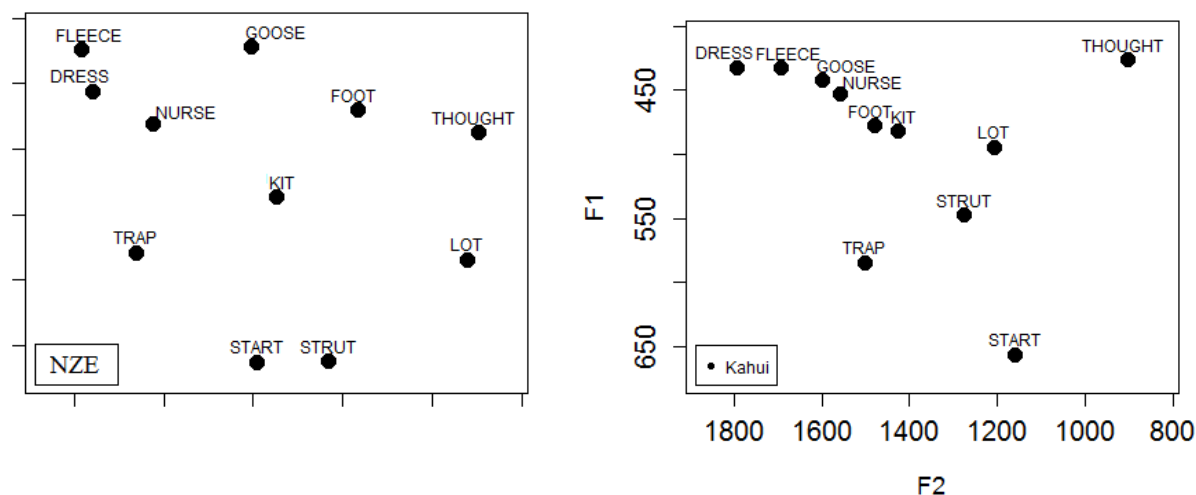 FLEECE
GOOSE
DRESS
FOOT
NURSE
THOUGHT
KIT
TRAP
LOT
START STRUT
NZE
THOUGHT
DRESS FLEECE
GOOSE
NURSE
FOOT KIT
LOT
STRUT
TRAP
START
Kahui
F1
450
550
650
1800 1600 1400 1200 1000 800
F2